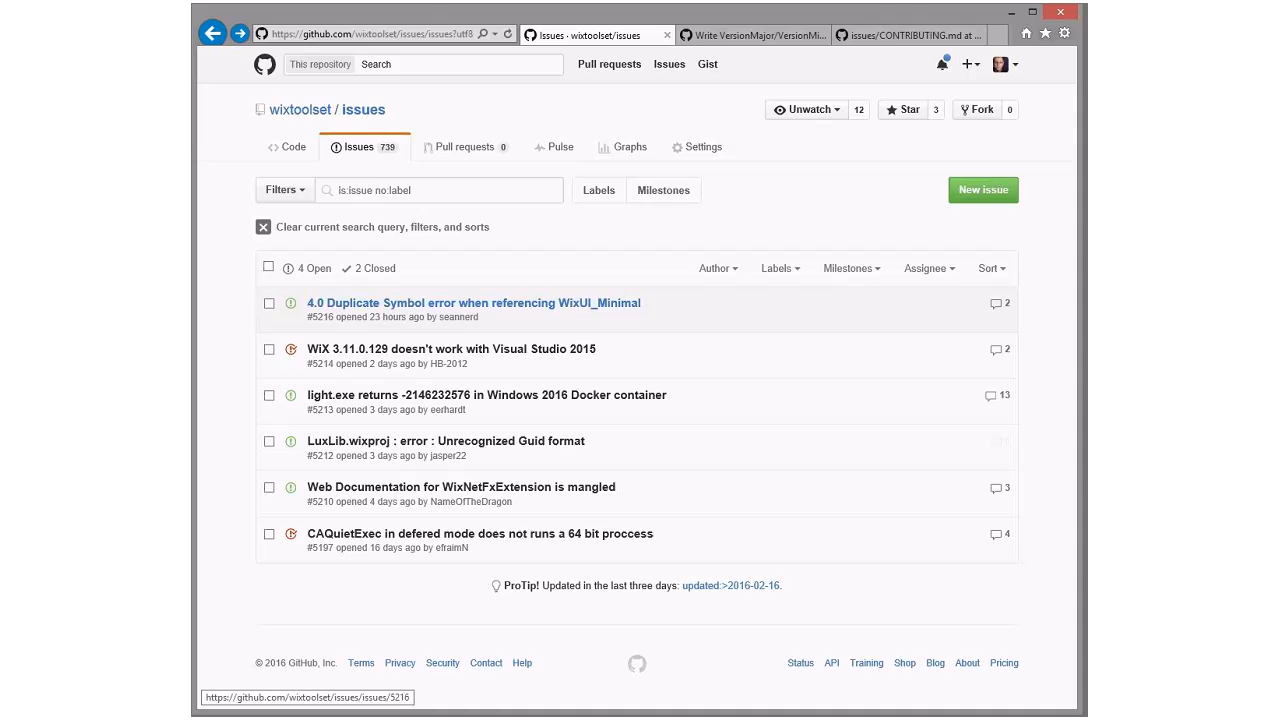 https://github.com/wixtoolset/issues/issues?utf8
Issues · wixtoolset/issues
Write VersionMajor/VersionMi...
issues/CONTRIBUTING.md at ...
This repository Search Pull requests Issues Gist
wixtoolset / issues
Unwatch 12 Star 3 Fork 0
Code Issues 739 Pull requests 0 Pulse Graphs Settings
Filters is:issue no:label Labels Milestones New issue
Clear current search query, filters, and sorts
4 Open 2 Closed Author Labels Milestones Assignee Sort
4.0 Duplicate Symbol error when referencing WixUI_Minimal 2
#5216 opened 23 hours ago by seannerd
WiX 3.11.0.129 doesn't work with Visual Studio 2015 2
#5214 opened 2 days ago by HB-2012
light.exe returns -2146232576 in Windows 2016 Docker container 13
#5213 opened 3 days ago by eerhardt
LuxLib.wixproj : error : Unrecognized Guid format
#5212 opened 3 days ago by jasper22
Web Documentation for WixNetFxExtension is mangled 3
#5210 opened 4 days ago by NameOfTheDragon
CAQuietExec in defered mode does not runs a 64 bit proccess 4
#5197 opened 16 days ago by efraimN
ProTip! Updated in the last three days: updated:>2016-02-16.
© 2016 GitHub, Inc. Terms Privacy Security Contact Help Status API Training Shop Blog About Pricing
https://github.com/wixtoolset/issues/issues/5216